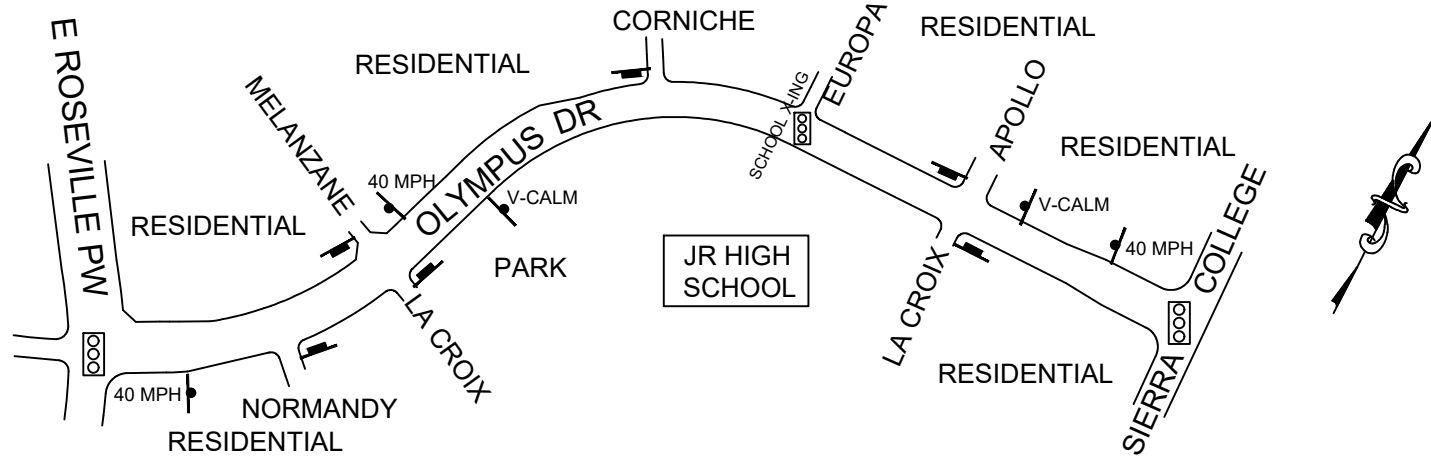 CORNICHE
RESIDENTIAL
E ROSEVILLE PW
RESIDENTIAL
MELANZANE
OLYMPUS DR
SCHOOL X-ING
EUROPA
APOLLO
RESIDENTIAL
COLLEGE
40 MPH
V-CALM
V-CALM
RESIDENTIAL
40 MPH
PARK
JR HIGH
SCHOOL
LA CROIX
LA CROIX
RESIDENTIAL
SIERRA
40 MPH
NORMANDY
RESIDENTIAL